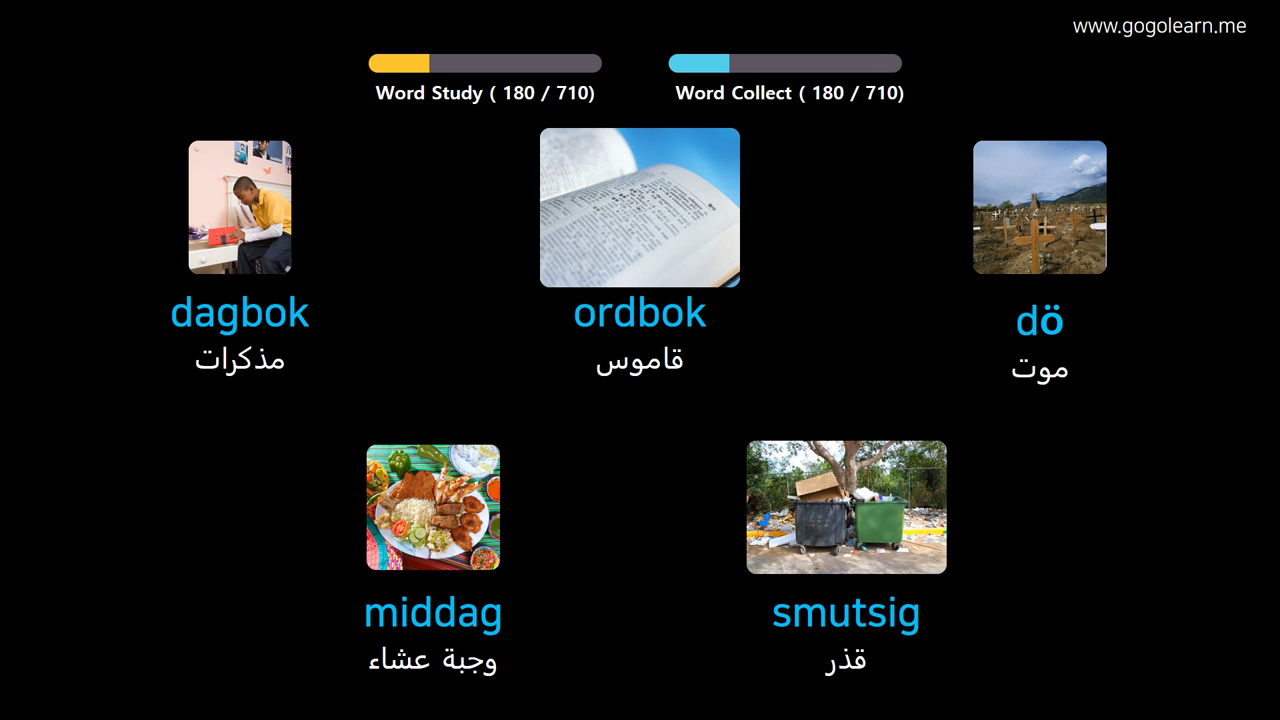 www.gogolearn.me
Word Study ( 180 / 710)
Word Collect ( 180 / 710)
dagbok
مذكرات
ordbok
قاموس
dö
موت
middag
وجبة عشاء
smutsig
قذر